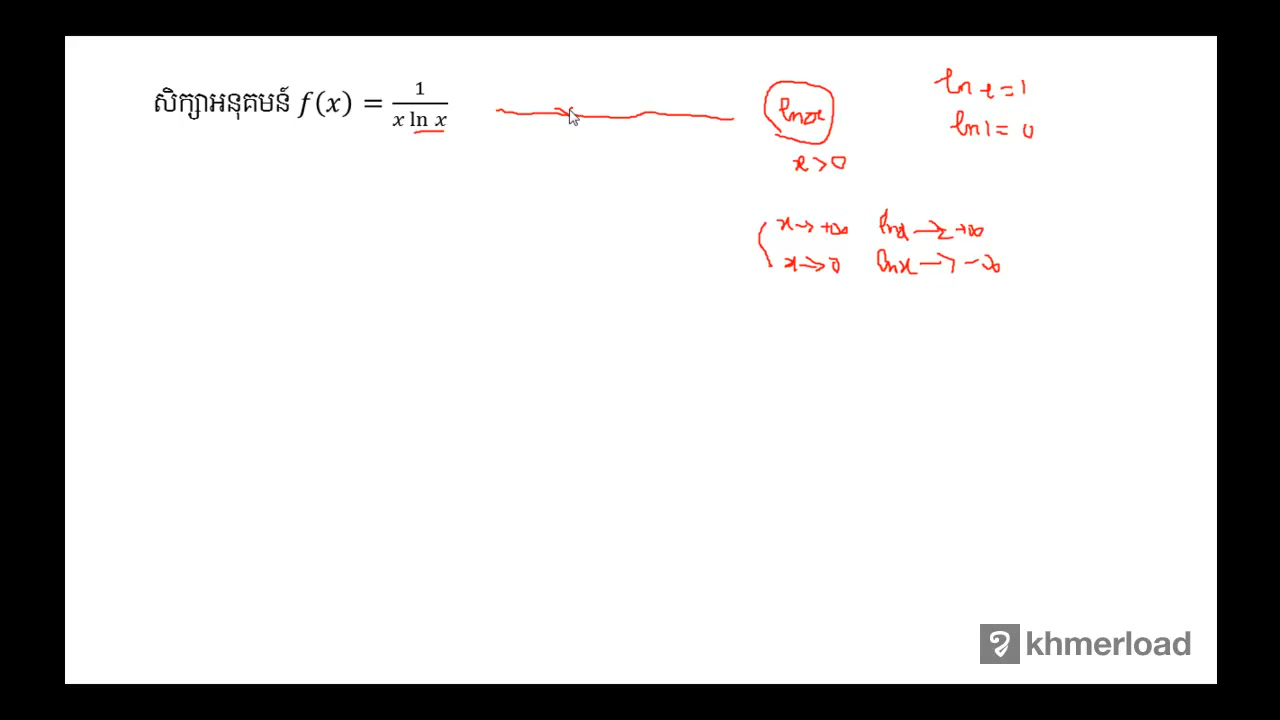 សិក្សាអនុគមន៍ f(x) = 1/(x ln x)
ln x
x > 0
ln e = 1
ln 1 = 0
x → +∞ ln x → +∞
x → 0 ln x → -∞
khmerload